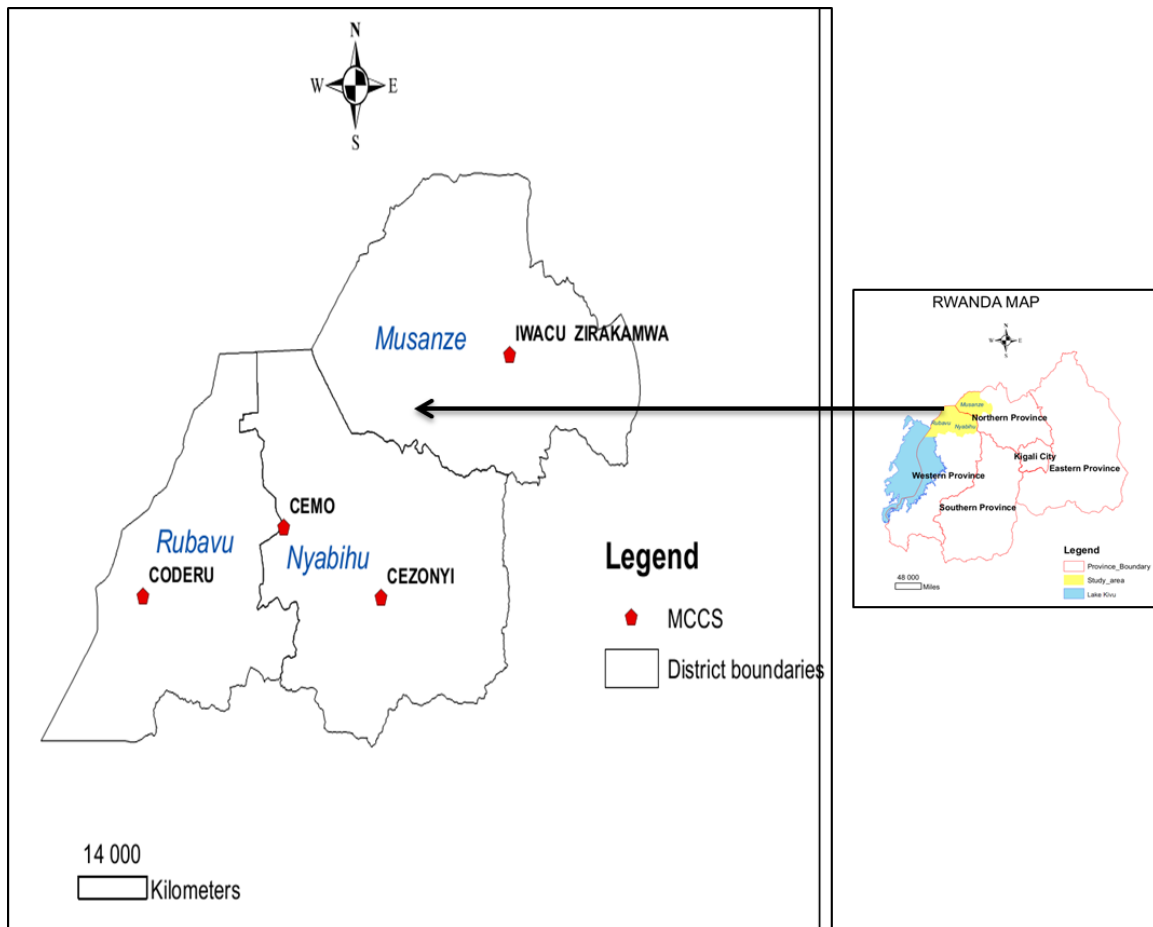 N
W E
S
Musanze
IWACU ZIRAKAMWA
CEMO
Rubavu
Nyabihu
CODERU
CEZONYI
Legend
MCCS
District boundaries
14 000
Kilometers
RWANDA MAP
N
W E
S
Musanze
Northern Province
Rubavu Nyabihu
Kigali City
Eastern Province
Western Province
Southern Province
Legend
Province_Boundary
Study_area
Lake Kivu
48 000
Miles